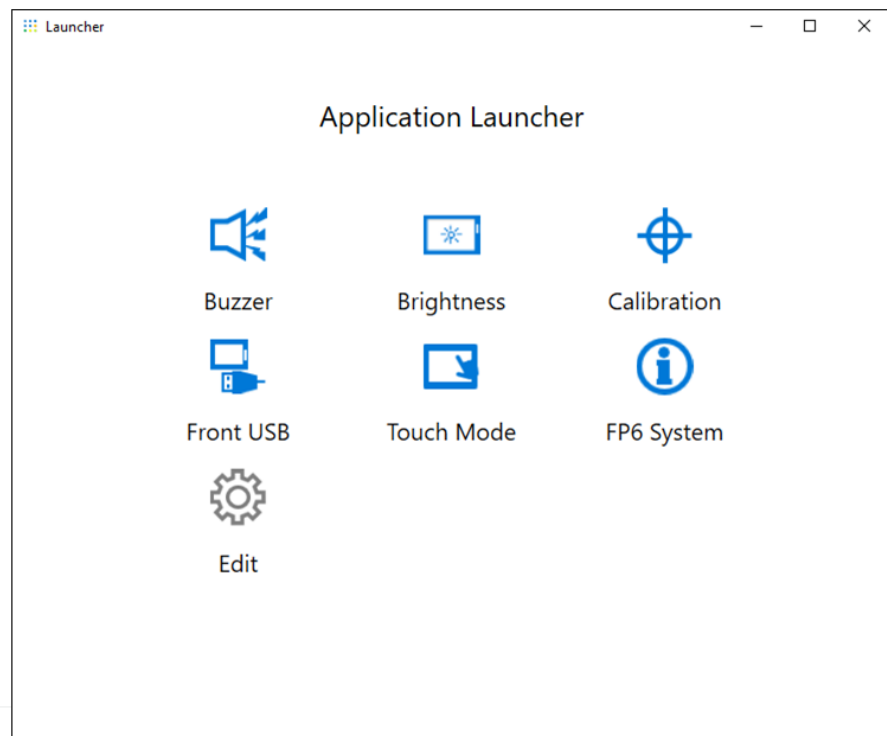 Launcher
Application Launcher
Buzzer
Brightness
Calibration
Front USB
Touch Mode
FP6 System
Edit